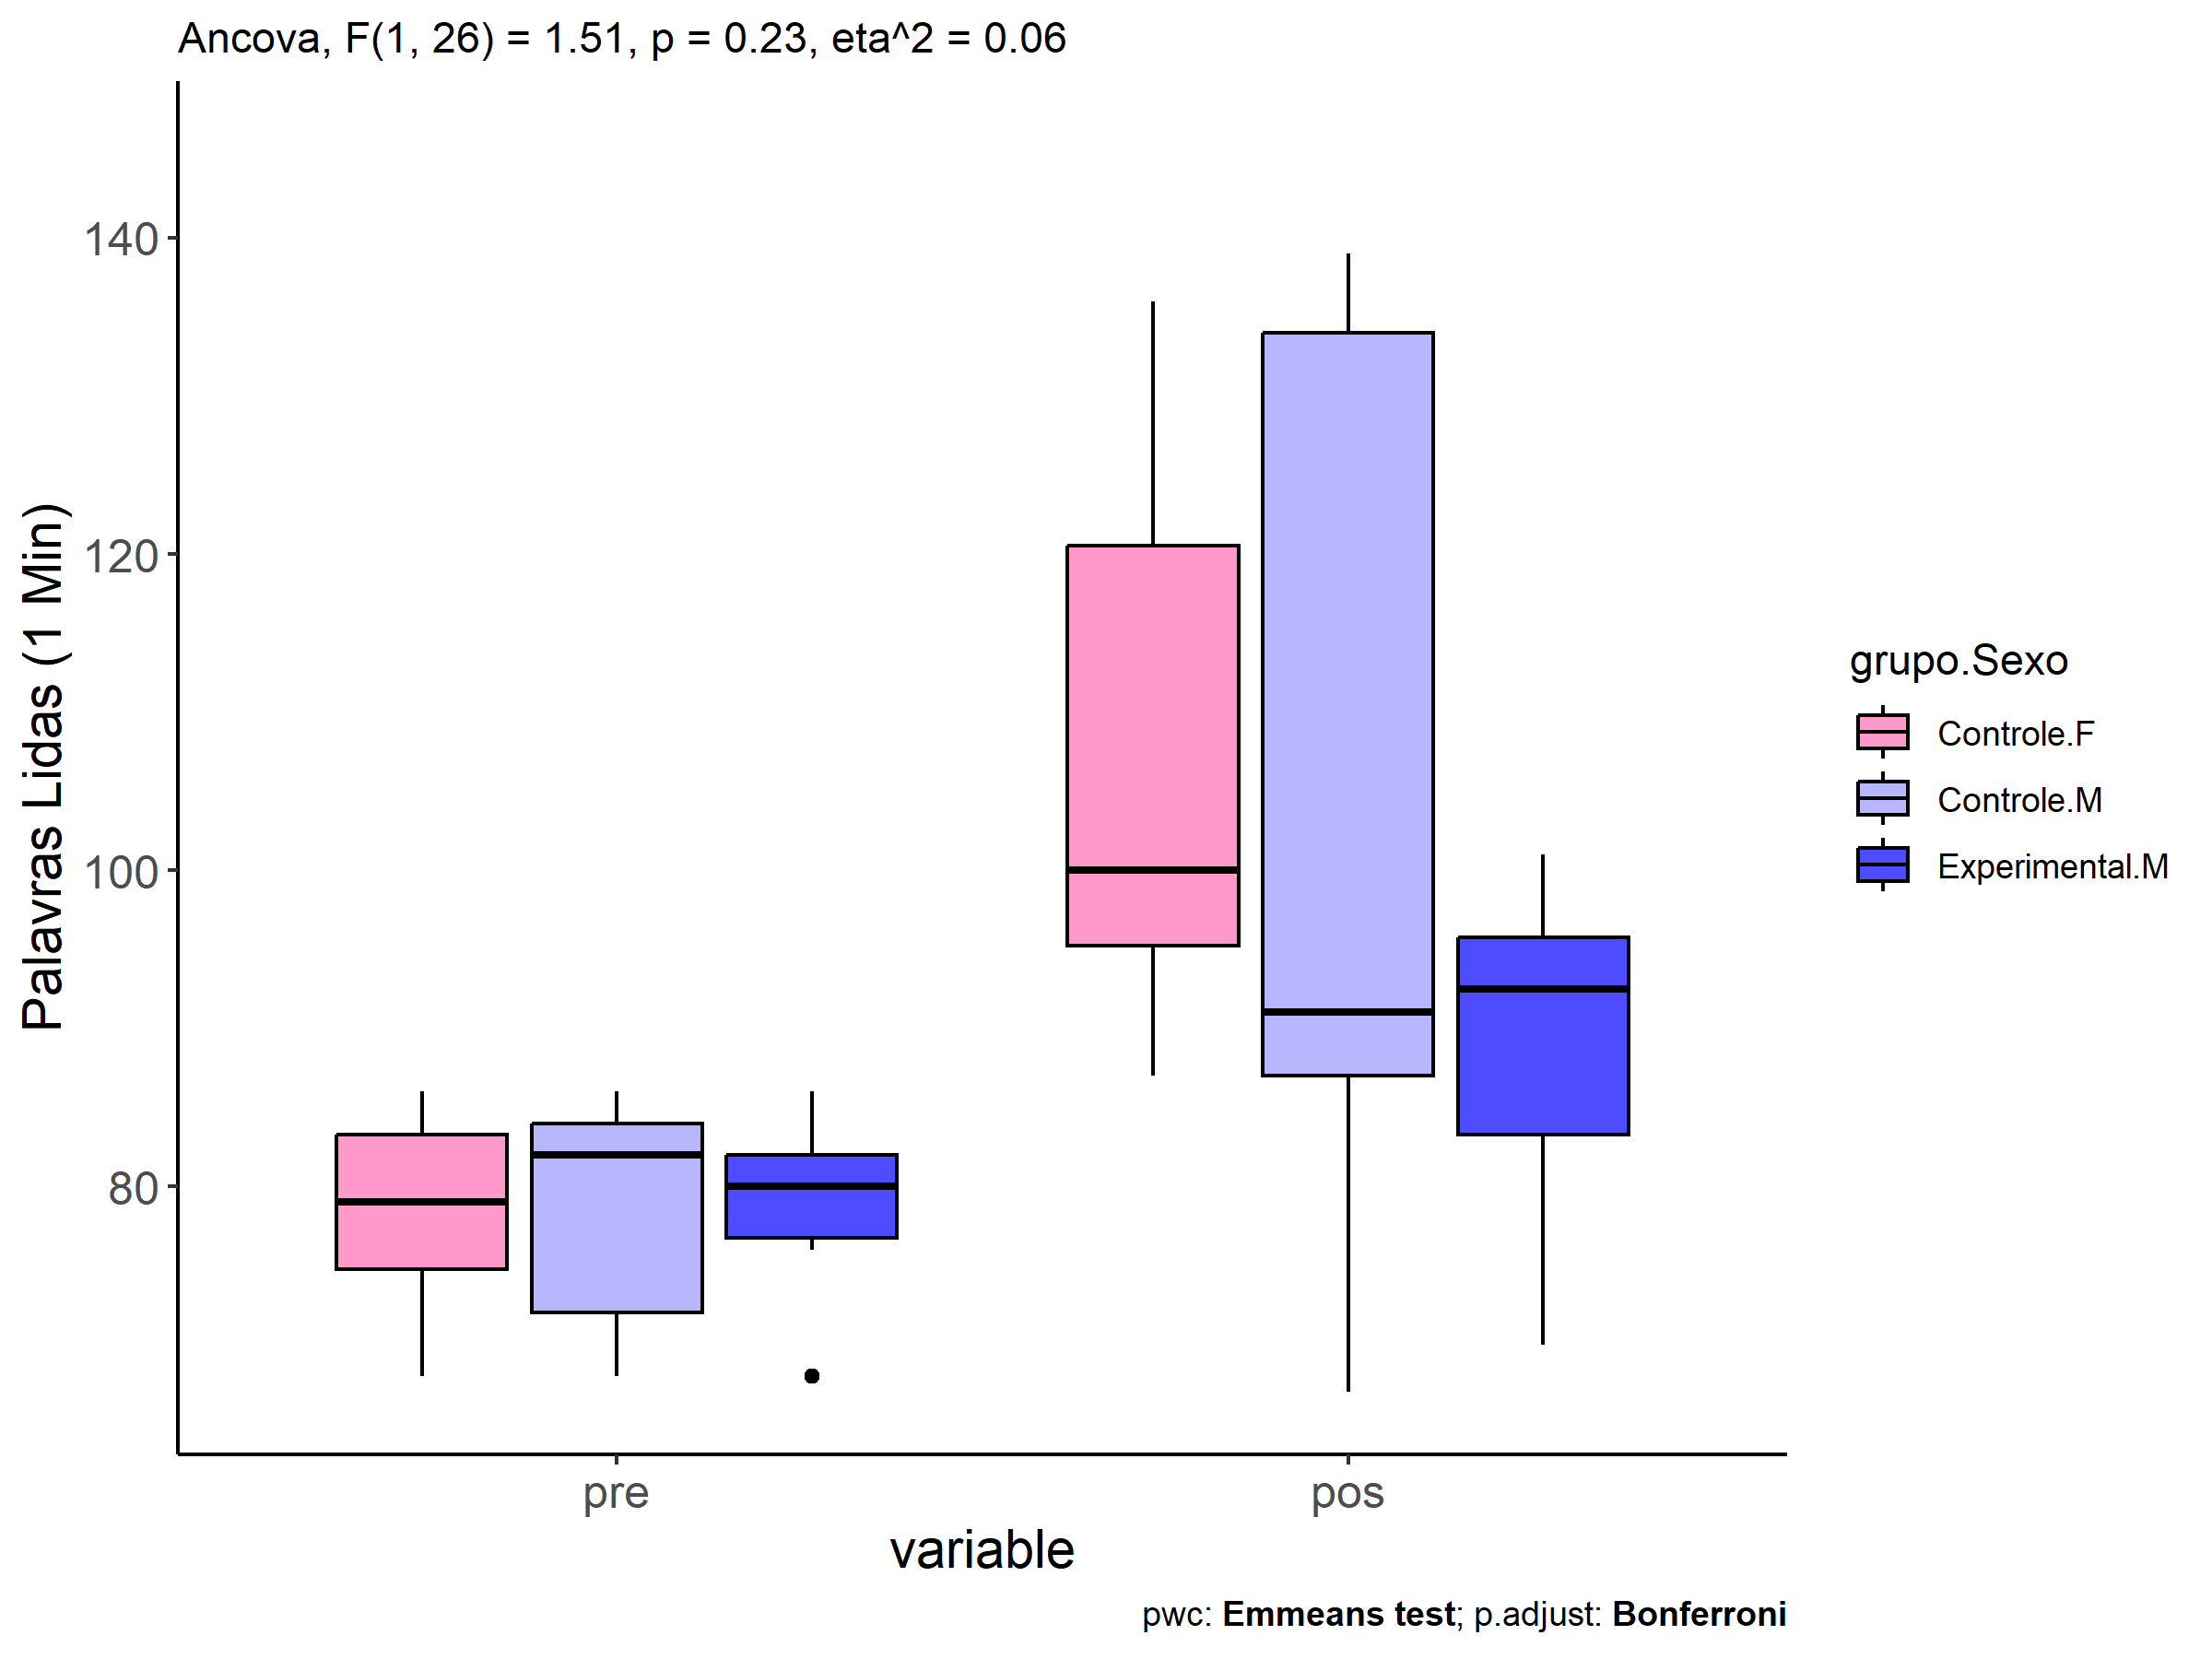 Ancova, F(1, 26) = 1.51, p = 0.23, eta^2 = 0.06
Palavras Lidas (1 Min)
140
120
100
80
pre
pos
variable
grupo.Sexo
Controle.F
Controle.M
Experimental.M
pwc: Emmeans test; p.adjust: Bonferroni